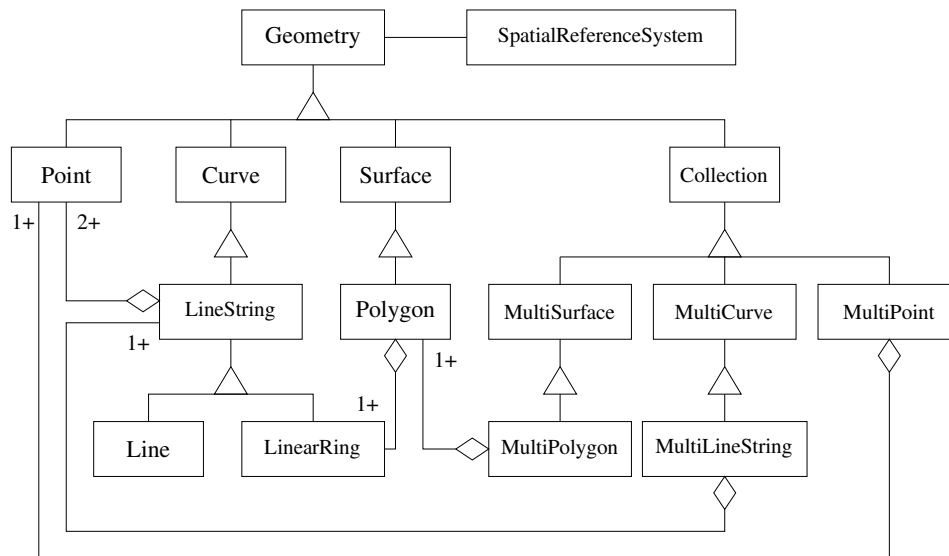 Geometry SpatialReferenceSystem
Point Curve Surface Collection
1+ 2+
LineString Polygon MultiSurface MultiCurve MultiPoint
1+ 1+
1+
Line LinearRing MultiPolygon MultiLineString